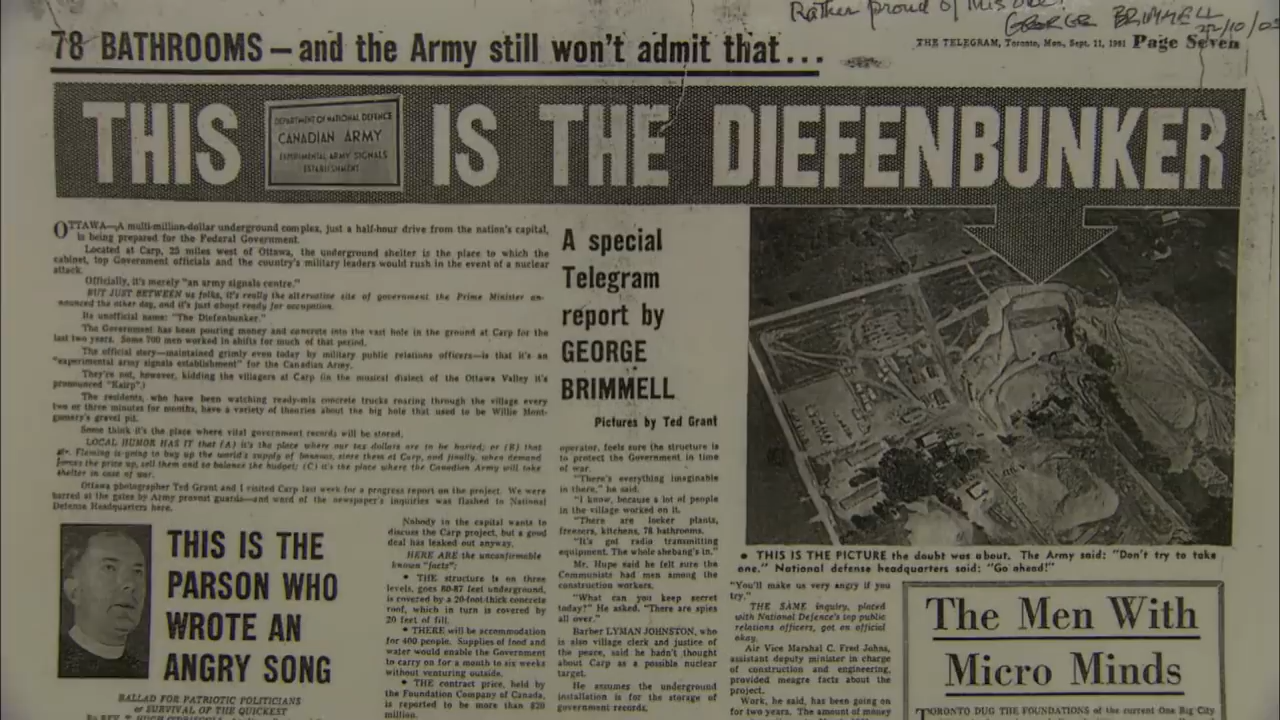 Rather proud of this one!
GEORGE BRIMMELL
22/10/0
78 BATHROOMS — and the Army still won't admit that...
THE TELEGRAM, Toronto, Mon., Sept. 11, 1961 Page Seven
THIS
DEPARTMENT OF NATIONAL DEFENCE
CANADIAN ARMY
EXPERIMENTAL ARMY SIGNALS
ESTABLISHMENT
IS THE DIEFENBUNKER
OTTAWA—A multi-million-dollar underground complex, just a half-hour drive from the nation's capital,
is being prepared for the Federal Government.
Located at Carp, 25 miles west of Ottawa, the underground shelter is the place to which the
cabinet, top Government officials and the country's military leaders would rush in the event of a nuclear
attack.
Officially, it's merely "an army signals centre."
BUT JUST BETWEEN us folks, it's really the alternative site of government the Prime Minister an-
nounced the other day, and it's just about ready for occupation.
Its unofficial name: "The Diefenbunker."
The Government has been pouring money and concrete into the vast hole in the ground at Carp for the
last two years. Some 700 men worked in shifts for much of that period.
The official story—maintained grimly even today by military public relations officers—is that it's an
"experimental army signals establishment" for the Canadian Army.
They're not, however, kidding the villagers at Carp (in the musical dialect of the Ottawa Valley it's
pronounced "Kairp".)
The residents, who have been watching ready-mix concrete trucks roaring through the village every
two or three minutes for months, have a variety of theories about the big hole that used to be Willie Mont-
gomery's gravel pit.
Some think it's the place where vital government records will be stored.
LOCAL HUMOR HAS IT that (A) it's the place where our tax dollars are to be buried; or (B) that
Fleming is going to buy up the world's supply of bananas, store them at Carp, and finally, when demand
forces the price up, sell them and so balance the budget; (C) it's the place where the Canadian Army will take
shelter in case of war.
Ottawa photographer Ted Grant and I visited Carp last week for a progress report on the project. We were
barred at the gates by Army provost guards—and word of the newspaper's inquiries was flashed to National
Defense Headquarters here.
A special
Telegram
report by
GEORGE
BRIMMELL
Pictures by Ted Grant
THIS IS THE
PARSON WHO
WROTE AN
ANGRY SONG
BALLAD FOR PATRIOTIC POLITICIANS
or SURVIVAL OF THE QUICKEST
Nobody in the capital wants to
discuss the Carp project, but a good
deal has leaked out anyway.
HERE ARE the unconfirmable
known "facts":
• THE structure is on three
levels, goes 80-87 feet underground,
is covered by a 20-foot-thick concrete
roof, which in turn is covered by
20 feet of fill.
• THERE will be accommodation
for 400 people. Supplies of food and
water would enable the Government
to carry on for a month to six weeks
without venturing outside.
• THE contract price, held by
the Foundation Company of Canada,
is reported to be more than $20
million.
operator, feels sure the structure is
to protect the Government in time
of war.
"There's everything imaginable
in there," he said.
"I know, because a lot of people
in the village worked on it.
"There are locker plants,
freezers, kitchens, 78 bathrooms.
"It's got radio transmitting
equipment. The whole shebang's in."
Mr. Hupe said he felt sure the
Communists had men among the
construction workers.
"What can you keep secret
today?" He asked. "There are spies
all over."
Barber LYMAN JOHNSTON, who
is also village clerk and justice of
the peace, said he hadn't thought
about Carp as a possible nuclear
target.
He assumes the underground
installation is for the storage of
government records.
• THIS IS THE PICTURE the doubt was about. The Army said: "Don't try to take
one." National defense headquarters said: "Go ahead!"
"You'll make us very angry if you
try,"
THE SAME inquiry, placed
with National Defence's top public
relations officers, got an official
okay.
Air Vice Marshal C. Fred Johns,
assistant deputy minister in charge
of construction and engineering,
provided meagre facts about the
project.
Work, he said, has been going on
for two years. The amount of money
The Men With
Micro Minds
TORONTO DUG THE FOUNDATIONS of the current One Big City